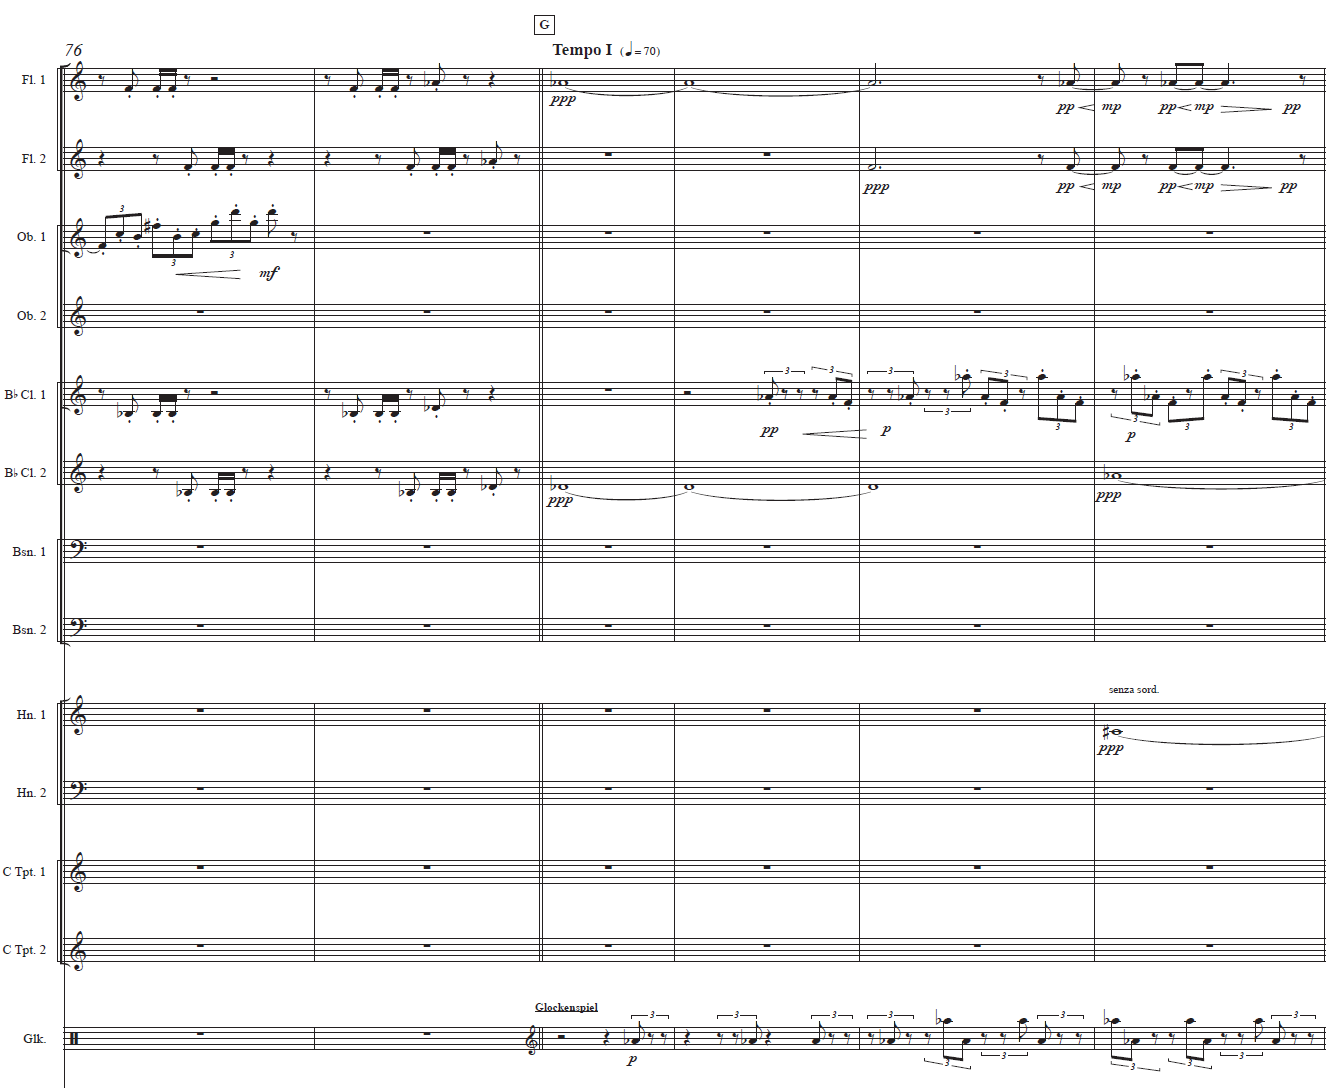 G
76
Tempo I (♩= 70)
Fl. 1
ppp
pp mp pp mp pp
Fl. 2
ppp
pp mp pp mp pp
3
Ob. 1
3 3
mf
Ob. 2
3 3 3 3 3
B♭ Cl. 1
3 3 3 3 3
pp p p
B♭ Cl. 2
ppp ppp
Bsn. 1
Bsn. 2
senza sord.
Hn. 1
ppp
Hn. 2
C Tpt. 1
C Tpt. 2
Glockenspiel
3 3 3 3 3 3
Glk.
p
3 3 3 3 3